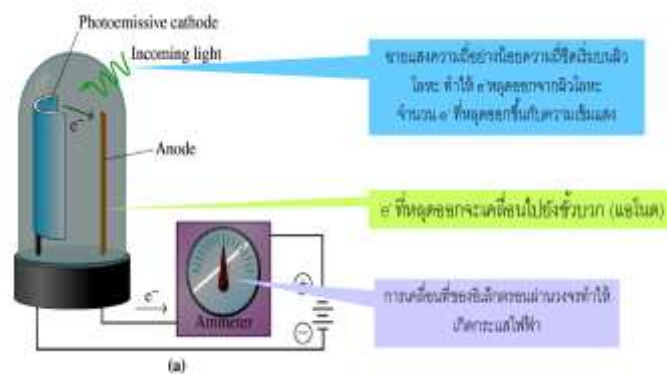 Photoemissive cathode
Incoming light
e⁻
Anode
e⁻
Ammeter
(a)
ฉายแสงความถี่อย่างน้อยความถี่ขีดเริ่มบนผิว
โลหะ ทำให้ e⁻ หลุดออกจากผิวโลหะ
จำนวน e⁻ ที่หลุดออกขึ้นกับความเข้มแสง
e⁻ ที่หลุดออกจะเคลื่อนไปยังขั้วบวก (แอโนด)
การเคลื่อนที่ของอิเล็กตรอนผ่านวงจรทำให้
เกิดกระแสไฟฟ้า